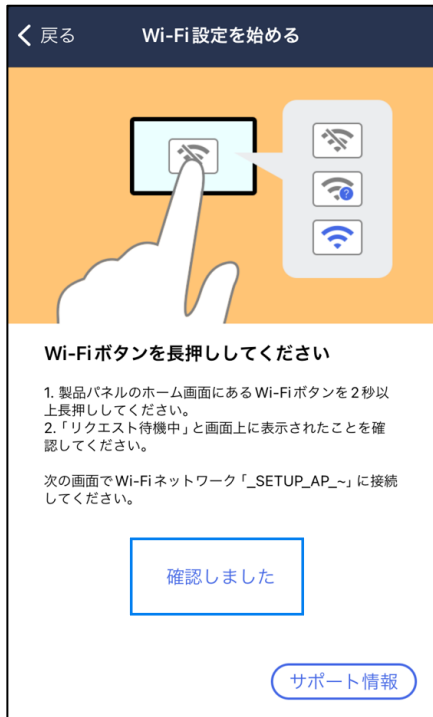 戻る
Wi-Fi設定を始める
?
Wi-Fiボタンを長押ししてください
1. 製品パネルのホーム画面にあるWi-Fiボタンを2秒以
上長押ししてください。
2.「リクエスト待機中」と画面上に表示されたことを確
認してください。
次の画面でWi-Fiネットワーク「_SETUP_AP_~」に接続
してください。
確認しました
サポート情報